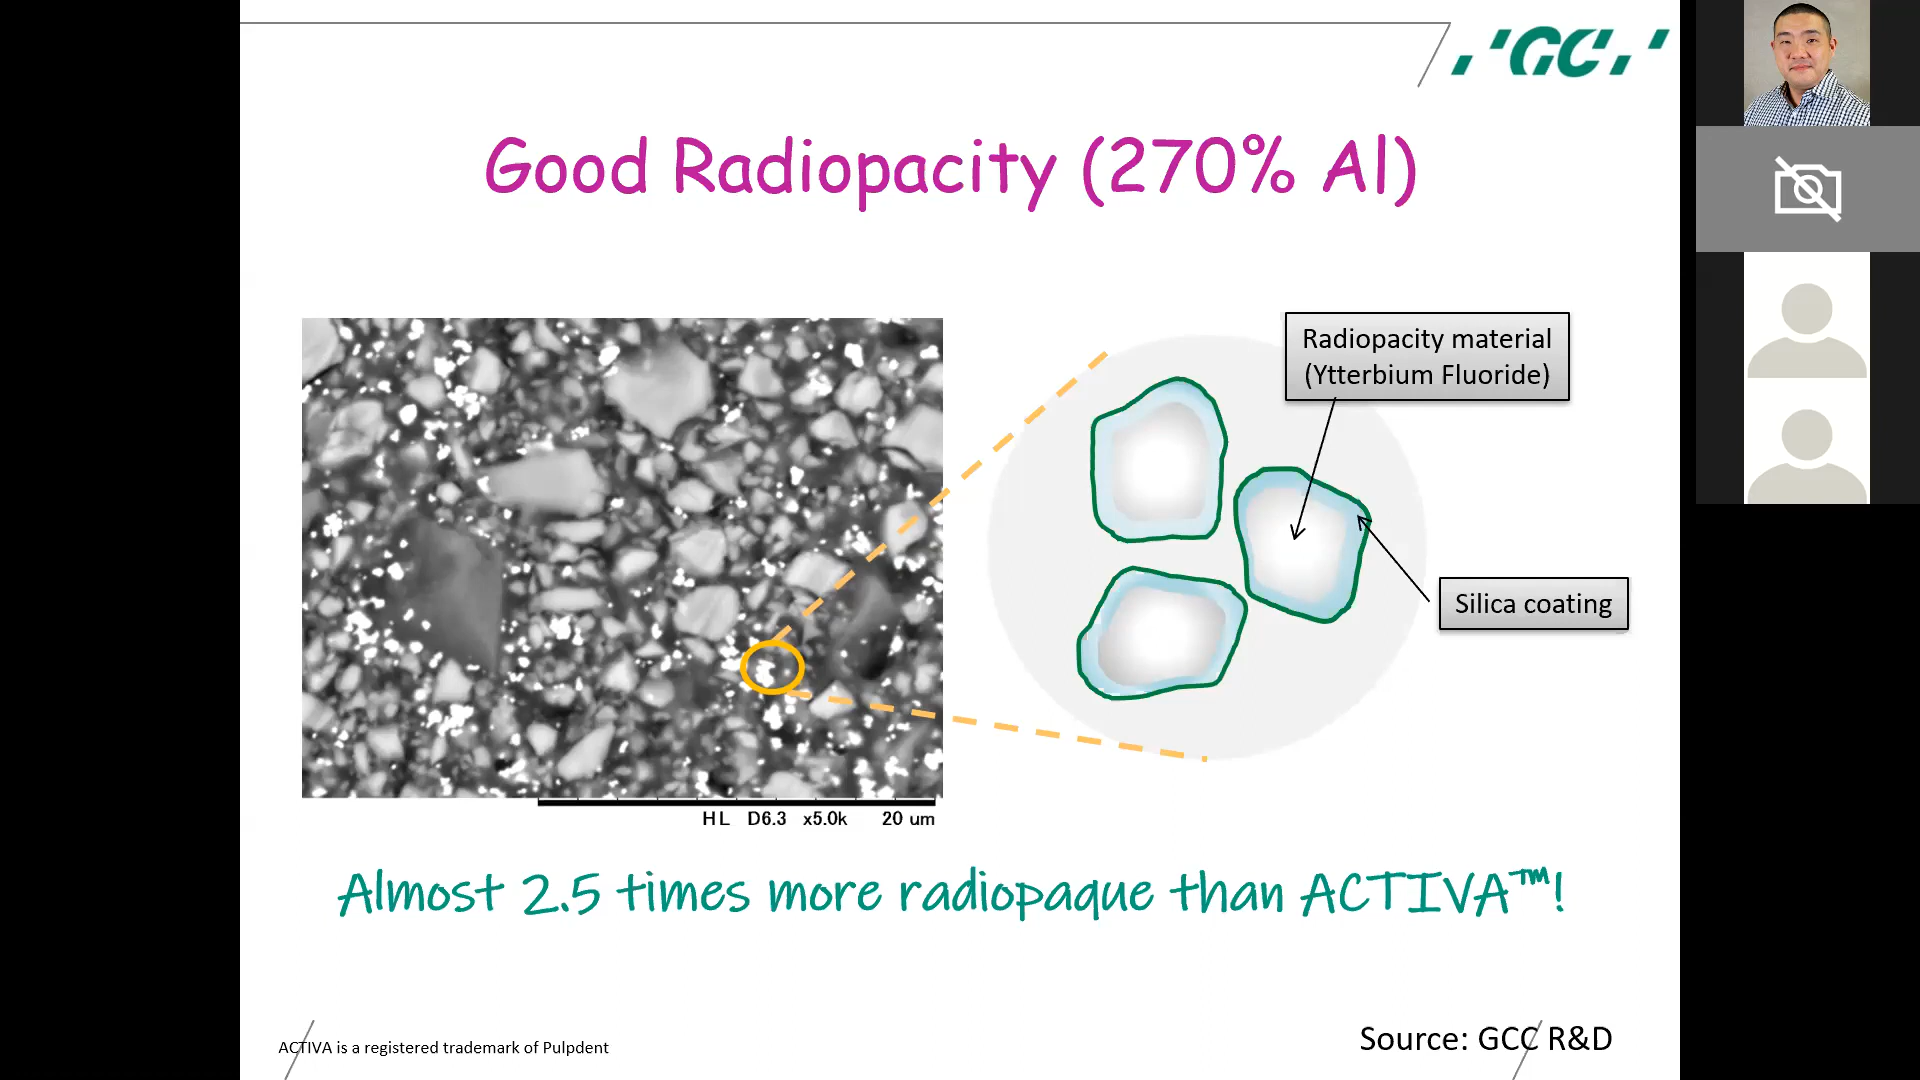 GC
Good Radiopacity (270% Al)
Radiopacity material
(Ytterbium Fluoride)
Silica coating
HL D6.3 x5.0k 20 um
Almost 2.5 times more radiopaque than ACTIVA™!
ACTIVA is a registered trademark of Pulpdent
Source: GCC R&D